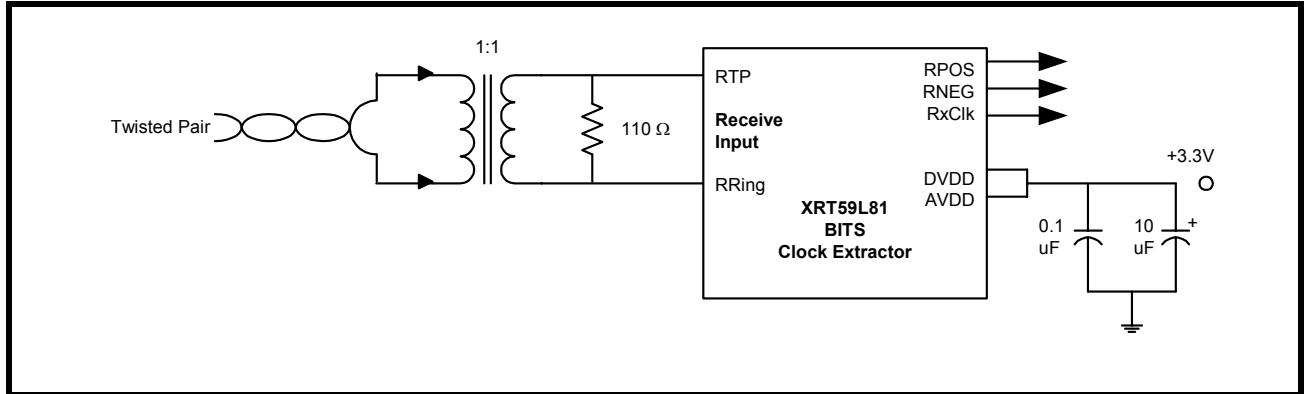 1:1
Twisted Pair
110 Ω
RTP
Receive
Input
RRing
XRT59L81
BITS
Clock Extractor
RPOS
RNEG
RxClk
DVDD
AVDD
+3.3V
0.1
uF
10
uF
+